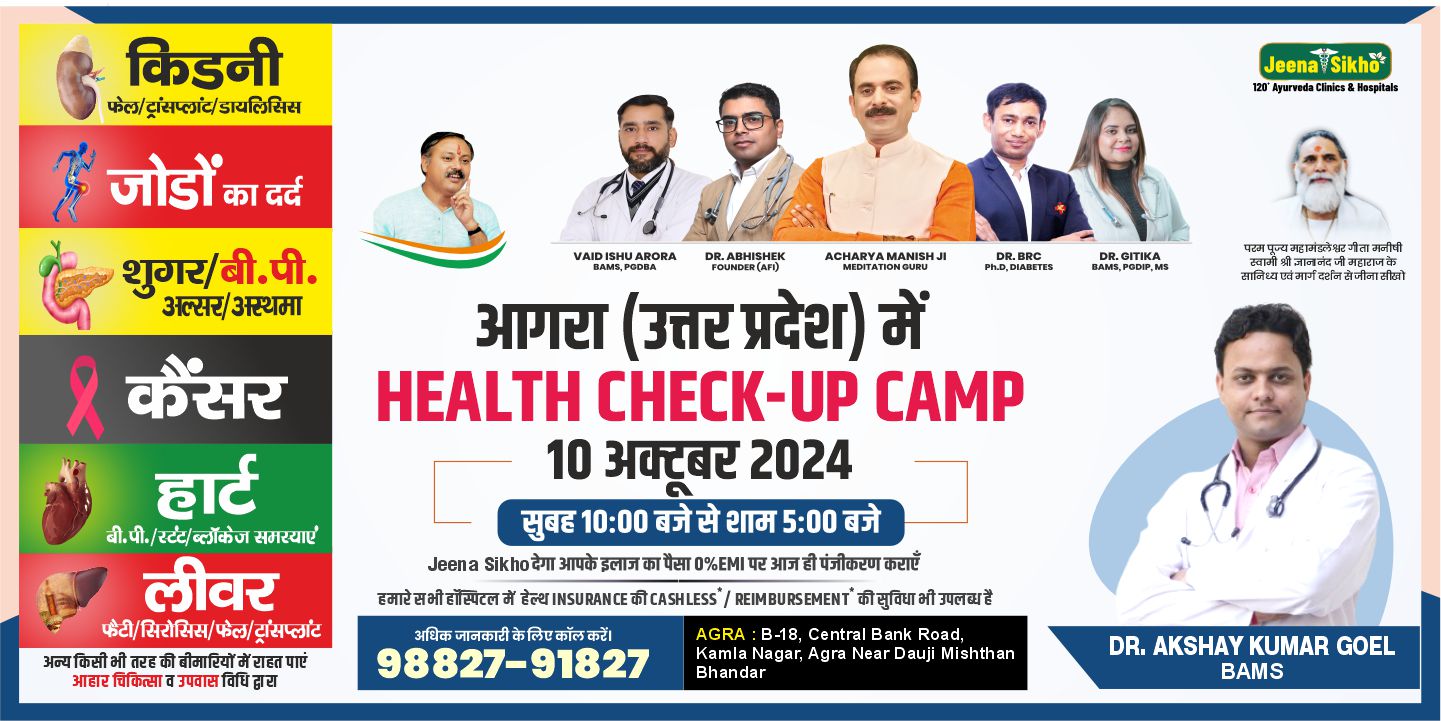 किडनी
फेल/ट्रांसप्लांट/डायलिसिस
जोडों का दर्द
शुगर/बी.पी.
अल्सर/अस्थमा
कैंसर
हार्ट
बी.पी./स्टंट/ब्लॉकेज समस्याएं
लीवर
फैटी/सिरोसिस/फेल/ट्रांसप्लांट
अन्य किसी भी तरह की बीमारियों में राहत पाएं
आहार चिकित्सा व उपवास विधि द्वारा
VAID ISHU ARORA
BAMS, PGDBA
DR. ABHISHEK
FOUNDER (AFI)
ACHARYA MANISH JI
MEDITATION GURU
DR. BRC
Ph.D, DIABETES
DR. GITIKA
BAMS, PGDIP, MS
Jeena Sikho
120+ Ayurveda Clinics & Hospitals
परम पूज्य महामंडलेश्वर गीता मनीषी
स्वामी श्री ज्ञानानंद जी महाराज के
सानिध्य एवं मार्ग दर्शन से जीना सीखो
आगरा (उत्तर प्रदेश) में
HEALTH CHECK-UP CAMP
10 अक्टूबर 2024
सुबह 10:00 बजे से शाम 5:00 बजे
Jeena Sikho देगा आपके इलाज का पैसा 0%EMI पर आज ही पंजीकरण कराएँ
हमारे सभी हॉस्पिटल में हेल्थ INSURANCE की CASHLESS*/ REIMBURSEMENT* की सुविधा भी उपलब्ध है
अधिक जानकारी के लिए कॉल करें।
98827-91827
AGRA : B-18, Central Bank Road,
Kamla Nagar, Agra Near Dauji Mishthan
Bhandar
DR. AKSHAY KUMAR GOEL
BAMS